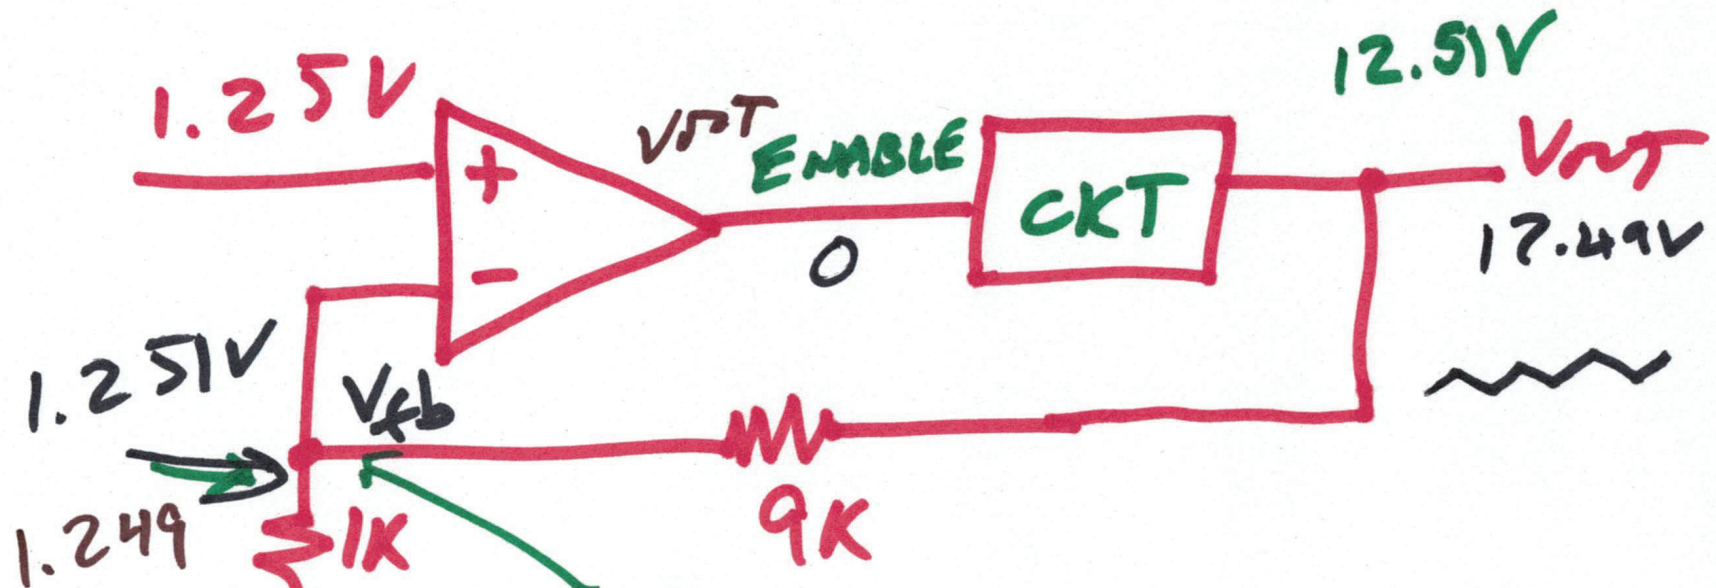 12.51V
1.25V
VOUT
ENABLE
VOUT
+
CKT
0
12.49V
-
1.251V
Vfb
1.249
1K
9K